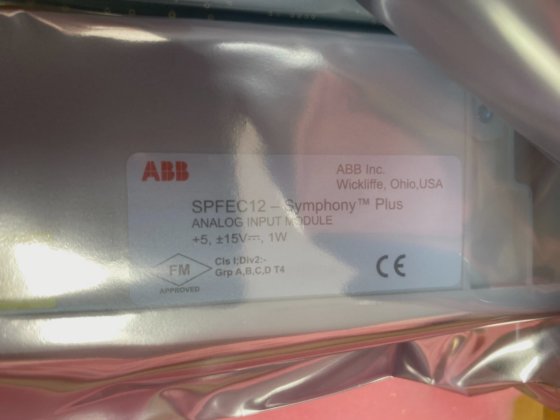 ABB
ABB Inc.
Wickliffe, Ohio,USA
SPFEC12 – Symphony™ Plus
ANALOG INPUT MODULE
+5, ±15V⎓, 1W
FM
APPROVED
Cls I;Div2:-
Grp A,B,C,D T4
CE